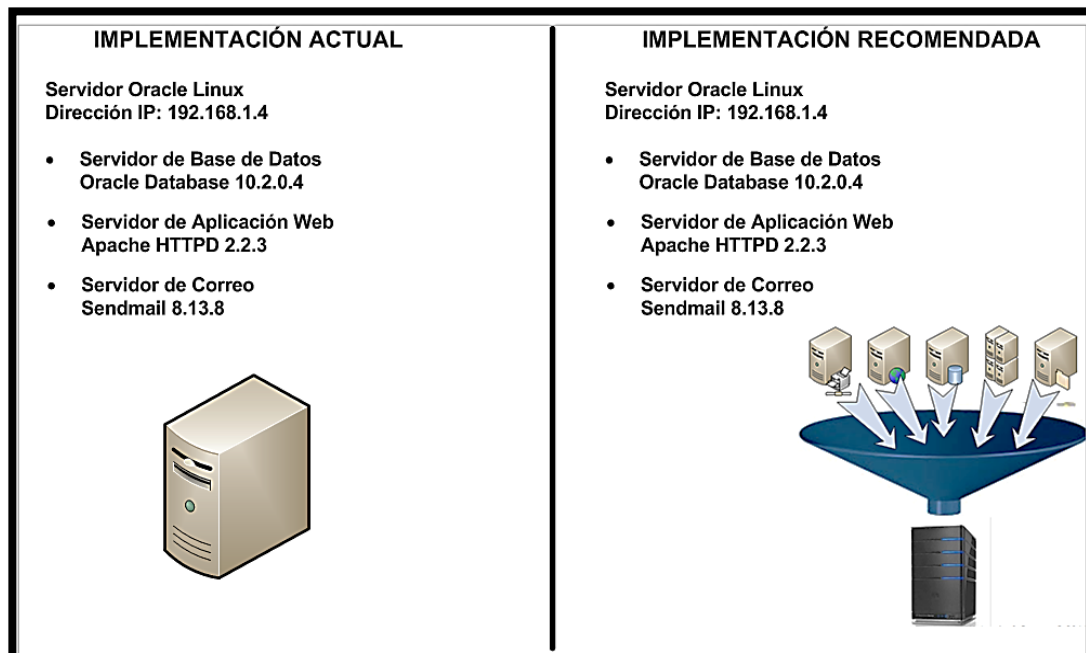 IMPLEMENTACIÓN ACTUAL
Servidor Oracle Linux
Dirección IP: 192.168.1.4
• Servidor de Base de Datos
Oracle Database 10.2.0.4
• Servidor de Aplicación Web
Apache HTTPD 2.2.3
• Servidor de Correo
Sendmail 8.13.8
IMPLEMENTACIÓN RECOMENDADA
Servidor Oracle Linux
Dirección IP: 192.168.1.4
• Servidor de Base de Datos
Oracle Database 10.2.0.4
• Servidor de Aplicación Web
Apache HTTPD 2.2.3
• Servidor de Correo
Sendmail 8.13.8